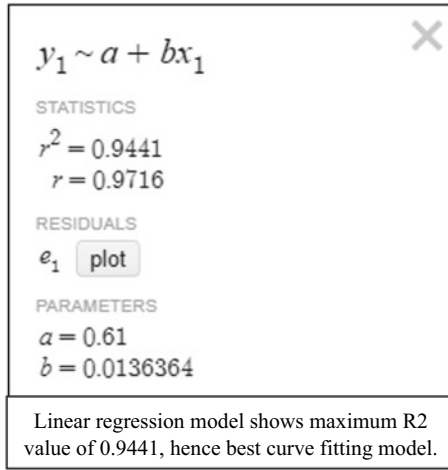 y₁ ~ a + bx₁
STATISTICS
r² = 0.9441
r = 0.9716
RESIDUALS
e₁ plot
PARAMETERS
a = 0.61
b = 0.0136364
Linear regression model shows maximum R2
value of 0.9441, hence best curve fitting model.